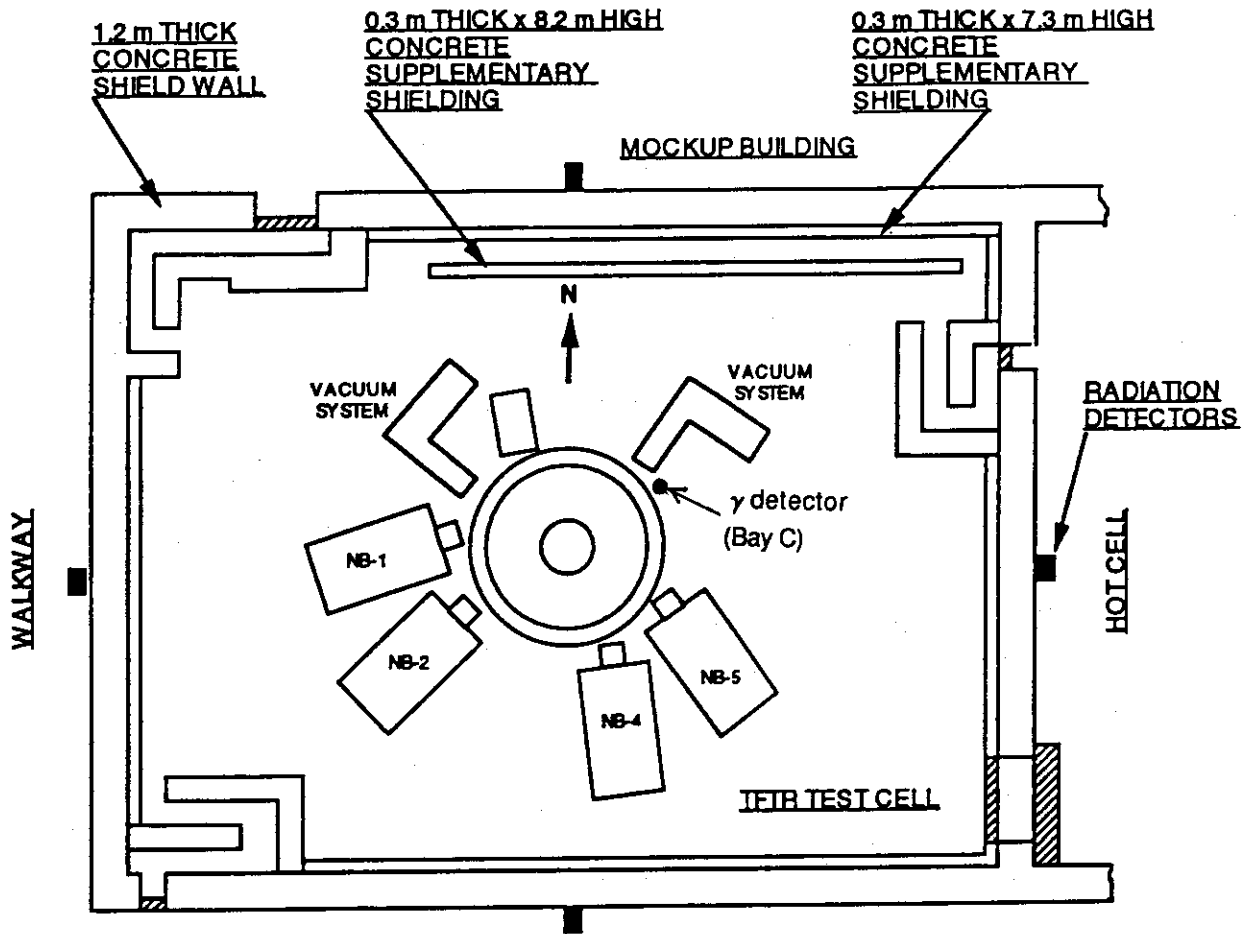 1.2 m THICK
CONCRETE
SHIELD WALL
0.3 m THICK x 8.2 m HIGH
CONCRETE
SUPPLEMENTARY
SHIELDING
0.3 m THICK x 7.3 m HIGH
CONCRETE
SUPPLEMENTARY
SHIELDING
MOCKUP BUILDING
N
VACUUM
SYSTEM
VACUUM
SYSTEM
RADIATION
DETECTORS
γ detector
(Bay C)
WALKWAY
NB-1
NB-2
NB-4
NB-5
HOT CELL
TFTR TEST CELL